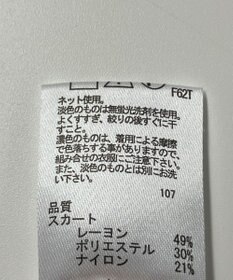 F62T
ネット使用。
淡色のものは無蛍光洗剤を使用。
よくすすぎ、絞りの後すぐに干
すこと。
濃色のものは、着用による摩擦
で色落ちする事がありますので、
組み合せの衣服にご注意下さい。
また、淡色のものとは別にお洗
い下さい。
107
品質
スカート
レーヨン 49%
ポリエステル 30%
ナイロン 21%